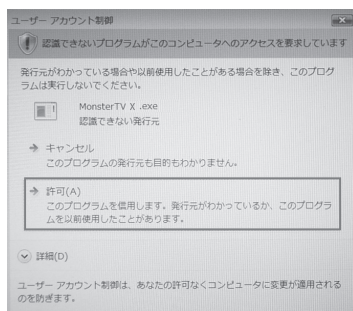 ユーザー アカウント制御
認識できないプログラムがこのコンピュータへのアクセスを要求しています
発行元がわかっている場合や以前使用したことがある場合を除き、このプログ
ラムは実行しないでください。
MonsterTV X .exe
認識できない発行元
キャンセル
このプログラムの発行元も目的もわかりません。
許可(A)
このプログラムを信用します。発行元がわかっているか、このプログラ
ムを以前使用したことがあります。
詳細(D)
ユーザー アカウント制御は、あなたの許可なくコンピュータに変更が適用される
のを防ぎます。